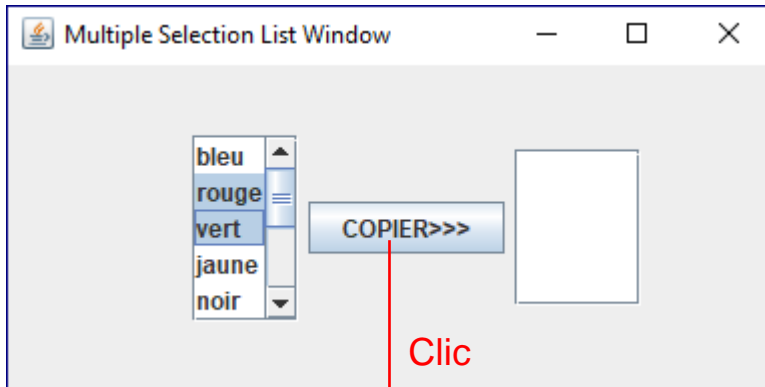 Multiple Selection List Window
bleu
rouge
vert
jaune
noir
COPIER>>>
Clic